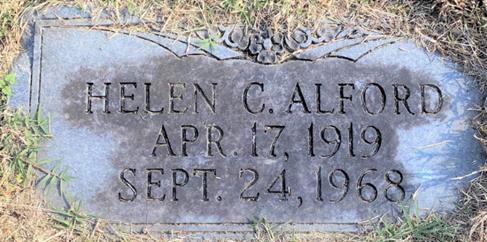 HELEN C. ALFORD
APR. 17, 1919
SEPT. 24, 1968